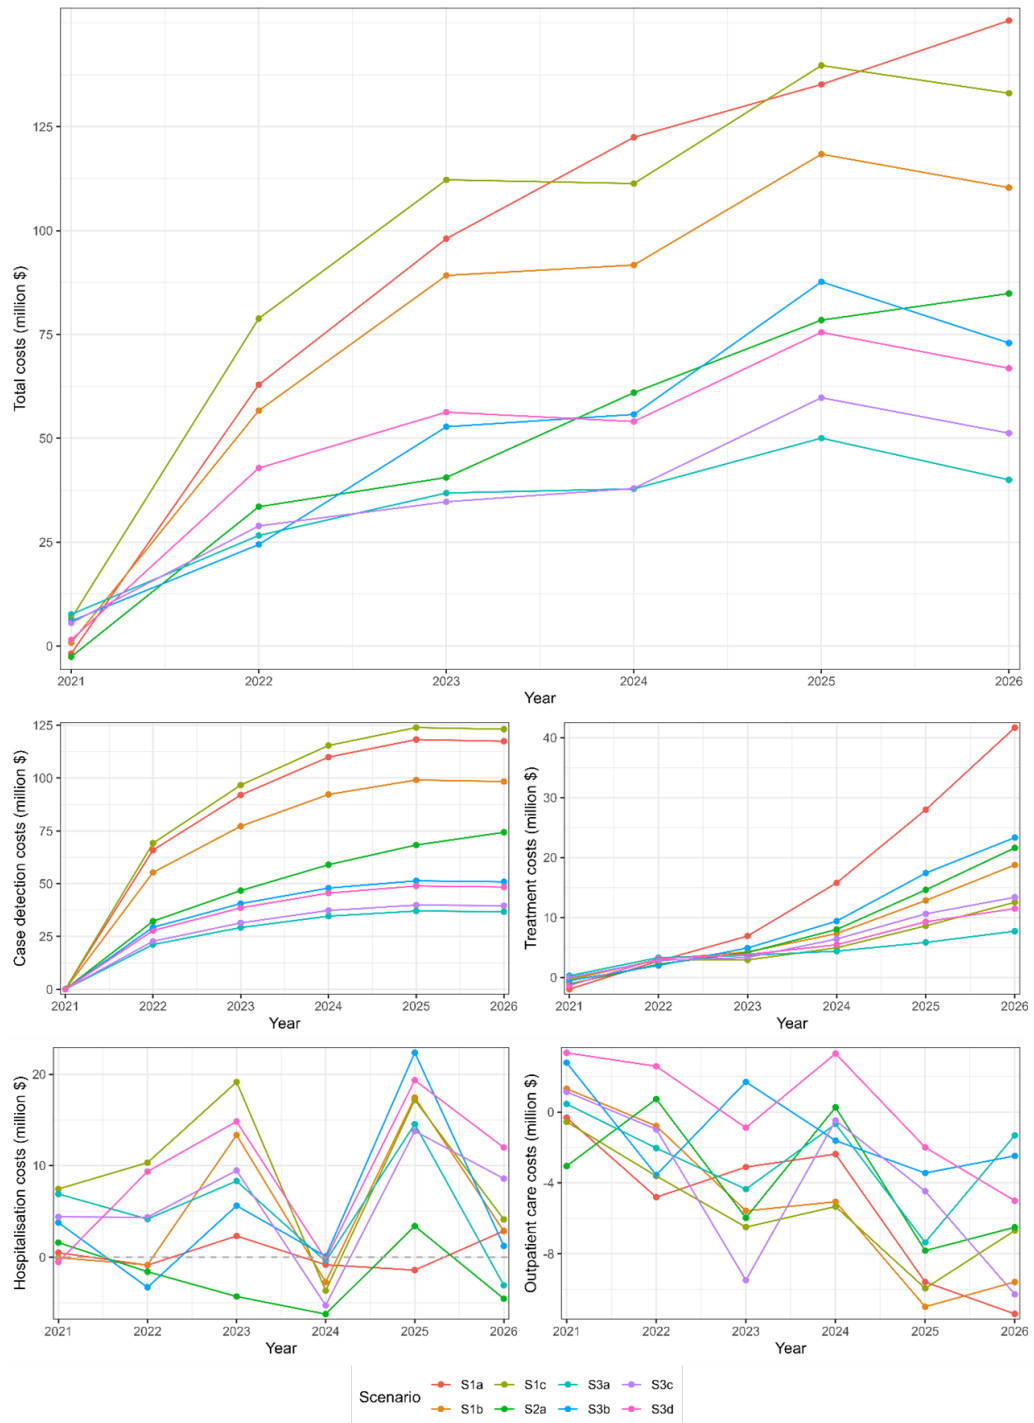 Total costs (million $)
125
100
75
50
25
0
2021 2022 2023 2024 2025 2026
Year
Case detection costs (million $)
125
100
75
50
25
0
2021 2022 2023 2024 2025 2026
Year
Treatment costs (million $)
40
30
20
10
0
2021 2022 2023 2024 2025 2026
Year
Hospitalisation costs (million $)
20
10
0
2021 2022 2023 2024 2025 2026
Year
Outpatient care costs (million $)
0
-4
-8
2021 2022 2023 2024 2025 2026
Year
Scenario
S1a S1c S3a S3c
S1b S2a S3b S3d